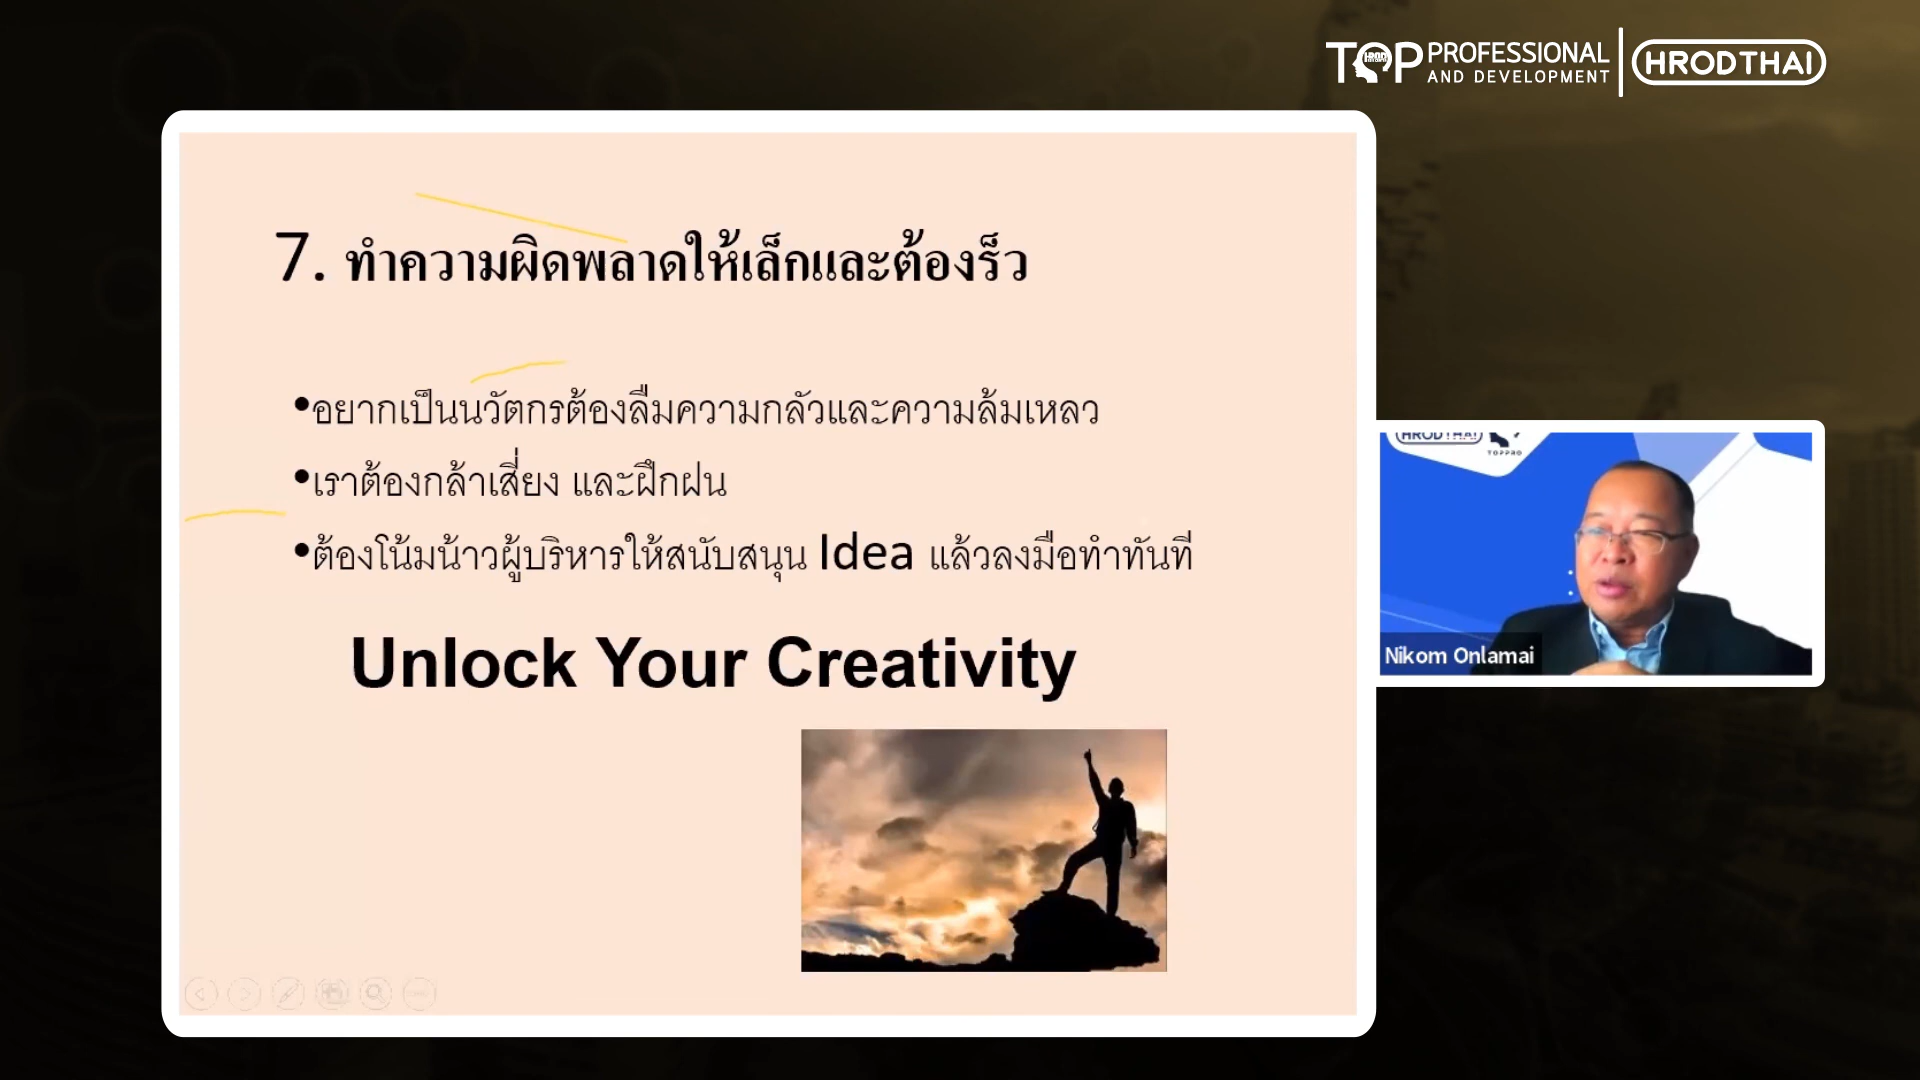 TOP PROFESSIONAL
AND DEVELOPMENT
HRODTHAI
7. ทำความผิดพลาดให้เล็กและต้องร็ว
•อยากเป็นนวัตกรต้องลืมความกลัวและความล้มเหลว
•เราต้องกล้าเสี่ยง และฝึกฝน
•ต้องโน้มน้าวผู้บริหารให้สนับสนุน Idea แล้วลงมือทำทันที
Unlock Your Creativity
HRODTHAI
TOPPRO
Nikom Onlamai